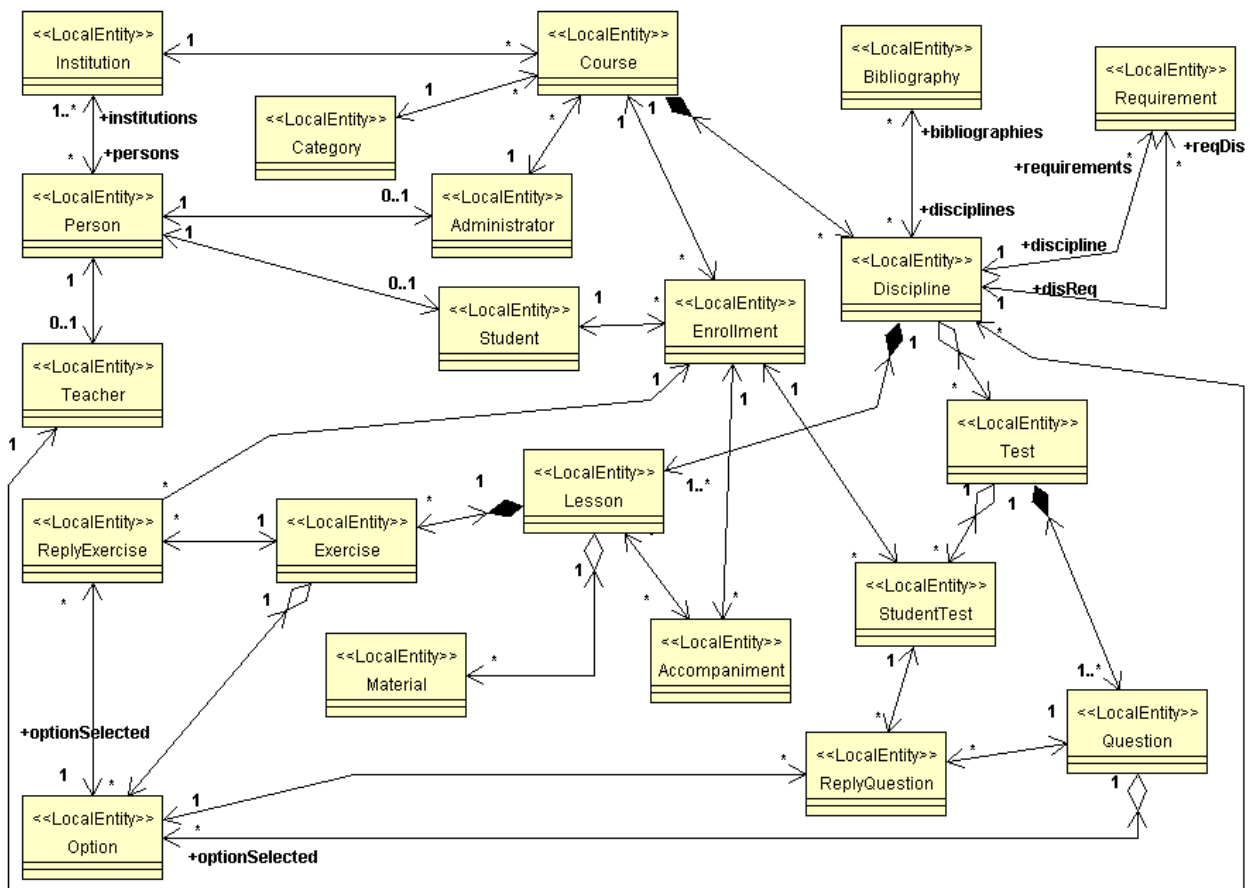 <<LocalEntity>>
Institution
1
*
<<LocalEntity>>
Course
<<LocalEntity>>
Bibliography
<<LocalEntity>>
Requirement
1..*
+institutions
*
+persons
1
*
<<LocalEntity>>
Category
*
1
1
1
*
+bibliographies
*
+disciplines
*
+reqDis
*
+requirements
<<LocalEntity>>
Person
1
0..1
<<LocalEntity>>
Administrator
1
0..1
*
*
1
+discipline
+disReq
1
<<LocalEntity>>
Discipline
1
0..1
<<LocalEntity>>
Student
1
*
<<LocalEntity>>
Enrollment
1
*
*
<<LocalEntity>>
Teacher
1
1
1
1
<<LocalEntity>>
Test
*
<<LocalEntity>>
ReplyExercise
*
1
<<LocalEntity>>
Exercise
*
1
<<LocalEntity>>
Lesson
1..*
1
1
*
*
<<LocalEntity>>
StudentTest
1
1
*
*
<<LocalEntity>>
Material
*
*
<<LocalEntity>>
Accompaniment
1
*
1..*
<<LocalEntity>>
Question
1
*
<<LocalEntity>>
ReplyQuestion
*
1
+optionSelected
1
*
<<LocalEntity>>
Option
1
*
+optionSelected